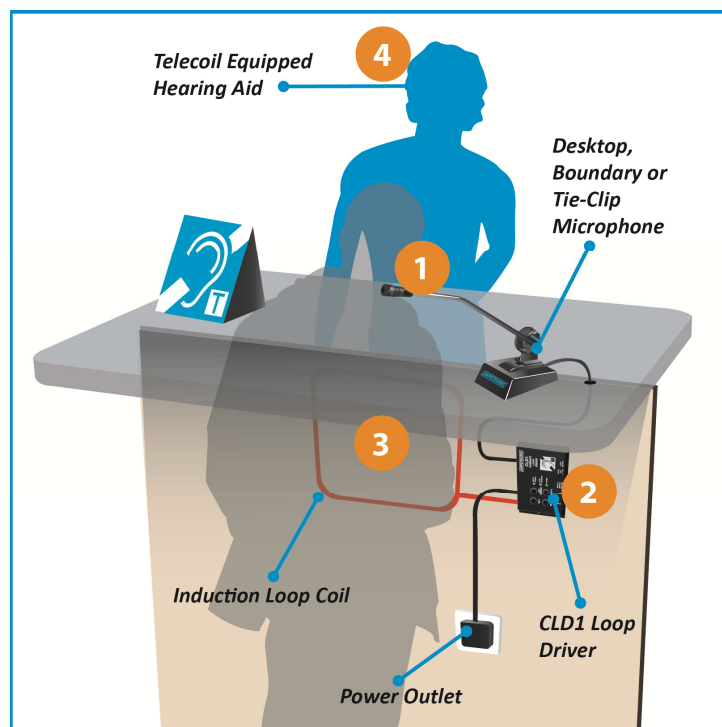 4
Telecoil Equipped
Hearing Aid
Desktop,
Boundary or
Tie-Clip
Microphone
1
T
3
2
CLD1
Induction Loop Coil
CLD1 Loop
Driver
Power Outlet